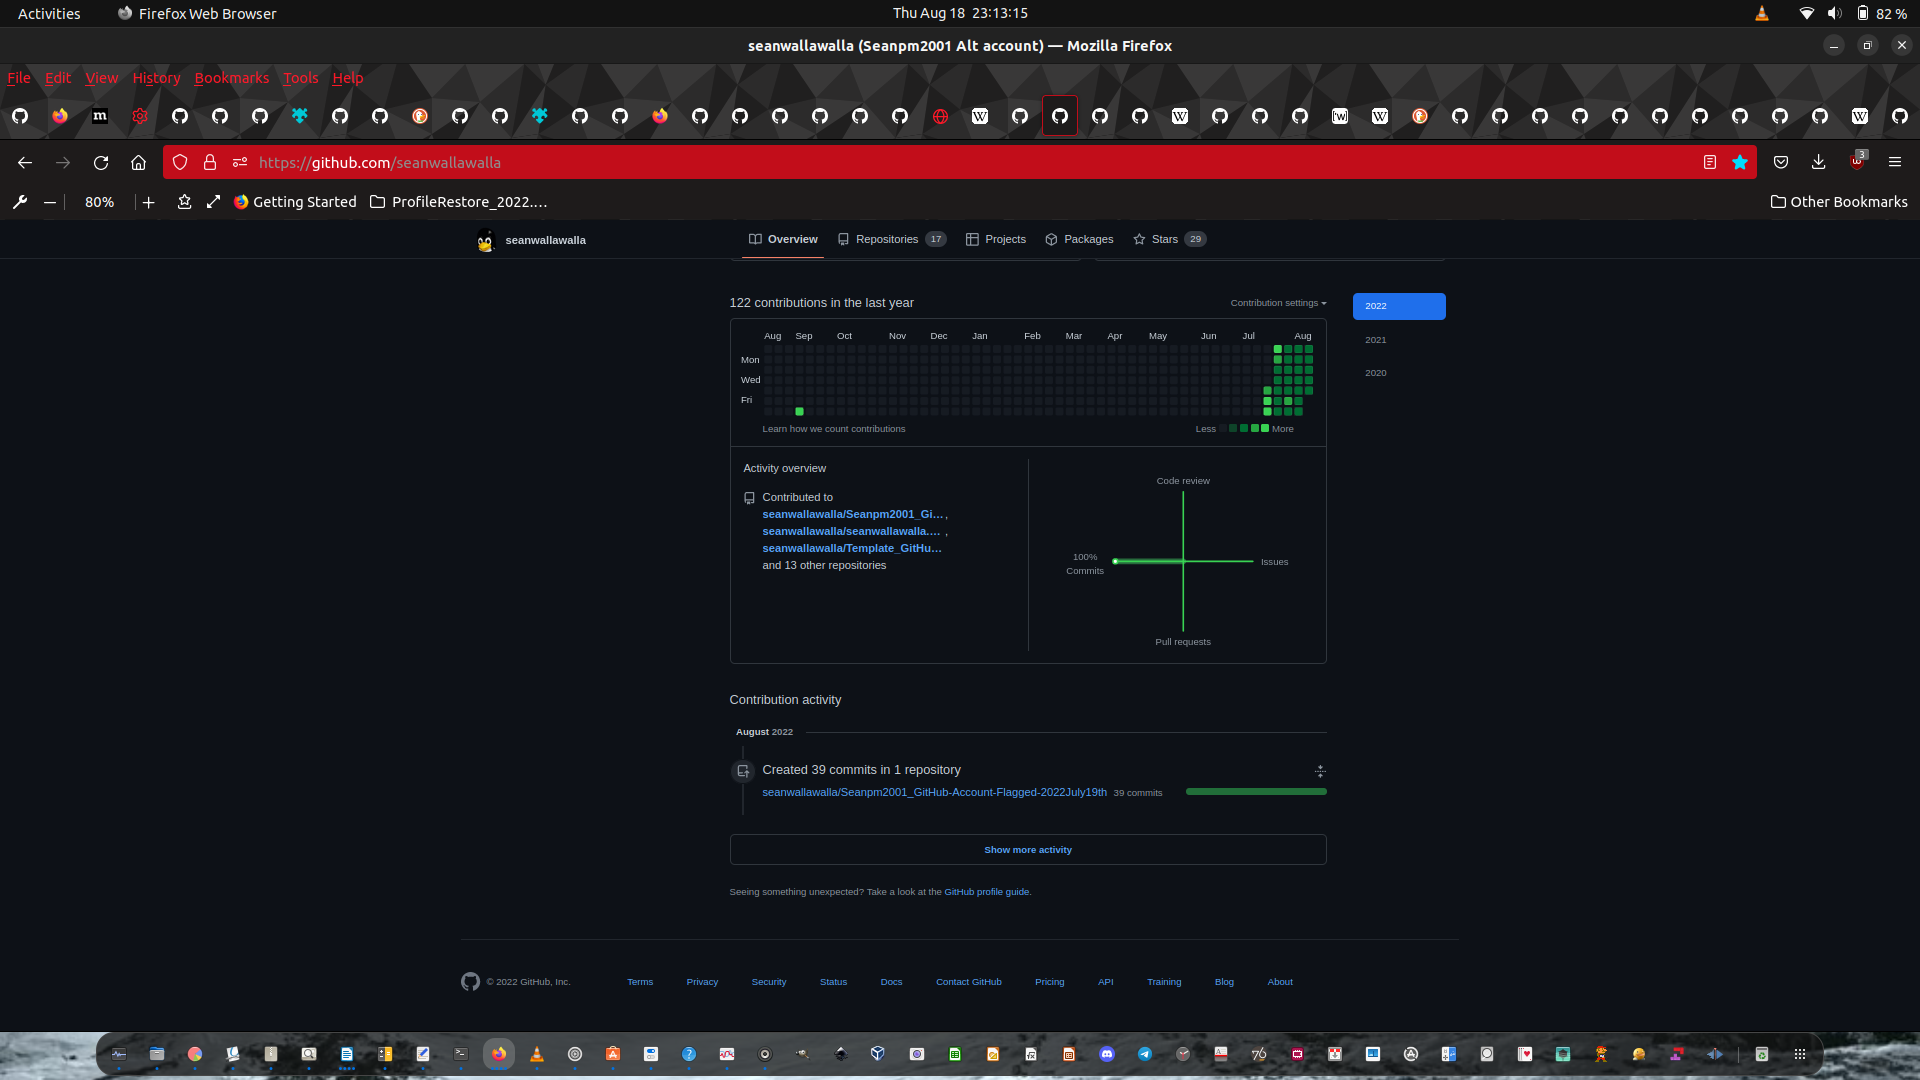 Activities Firefox Web Browser Thu Aug 18 23:13:15 82 %
seanwallawalla (Seanpm2001 Alt account) — Mozilla Firefox
File Edit View History Bookmarks Tools Help
https://github.com/seanwallawalla 3
80% Getting Started ProfileRestore_2022.… Other Bookmarks
seanwallawalla Overview Repositories 17 Projects Packages Stars 29
122 contributions in the last year Contribution settings 2022
Aug Sep Oct Nov Dec Jan Feb Mar Apr May Jun Jul Aug
2021
Mon
2020
Wed
Fri
Learn how we count contributions Less More
Activity overview
Contributed to
seanwallawalla/Seanpm2001_Gi… ,
seanwallawalla/seanwallawalla.… ,
seanwallawalla/Template_GitHu…
and 13 other repositories
Code review
100%
Commits
Issues
Pull requests
Contribution activity
August 2022
Created 39 commits in 1 repository
seanwallawalla/Seanpm2001_GitHub-Account-Flagged-2022July19th 39 commits
Show more activity
Seeing something unexpected? Take a look at the GitHub profile guide.
© 2022 GitHub, Inc. Terms Privacy Security Status Docs Contact GitHub Pricing API Training Blog About